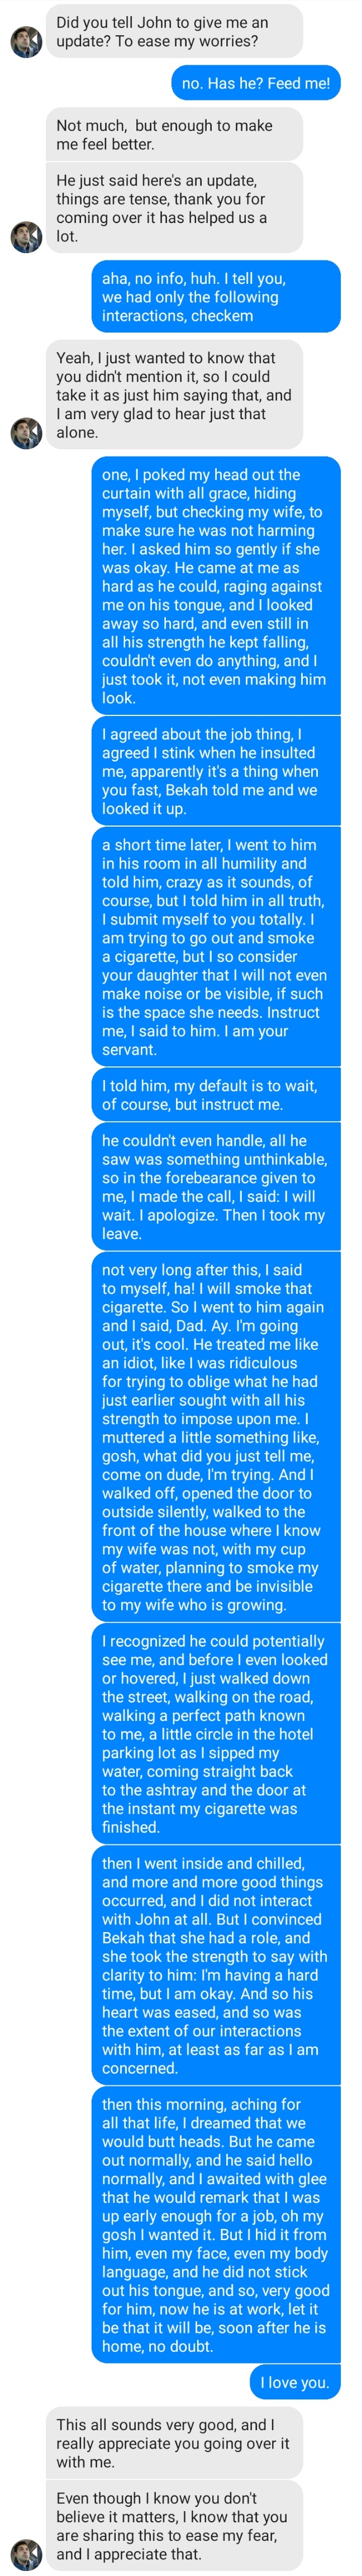 Did you tell John to give me an
update? To ease my worries?
no. Has he? Feed me!
Not much,  but enough to make
me feel better.
He just said here's an update,
things are tense, thank you for
coming over it has helped us a
lot.
aha, no info, huh. I tell you,
we had only the following
interactions, checkem
Yeah, I just wanted to know that
you didn't mention it, so I could
take it as just him saying that, and
I am very glad to hear just that
alone.
one, I poked my head out the
curtain with all grace, hiding
myself, but checking my wife, to
make sure he was not harming
her. I asked him so gently if she
was okay. He came at me as
hard as he could, raging against
me on his tongue, and I looked
away so hard, and even still in
all his strength he kept falling,
couldn't even do anything, and I
just took it, not even making him
look.
I agreed about the job thing, I
agreed I stink when he insulted
me, apparently it's a thing when
you fast, Bekah told me and we
looked it up.
a short time later, I went to him
in his room in all humility and
told him, crazy as it sounds, of
course, but I told him in all truth,
I submit myself to you totally. I
am trying to go out and smoke
a cigarette, but I so consider
your daughter that I will not even
make noise or be visible, if such
is the space she needs. Instruct
me, I said to him. I am your
servant.
I told him, my default is to wait,
of course, but instruct me.
he couldn't even handle, all he
saw was something unthinkable,
so in the forebearance given to
me, I made the call, I said: I will
wait. I apologize. Then I took my
leave.
not very long after this, I said
to myself, ha! I will smoke that
cigarette. So I went to him again
and I said, Dad. Ay. I'm going
out, it's cool. He treated me like
an idiot, like I was ridiculous
for trying to oblige what he had
just earlier sought with all his
strength to impose upon me. I
muttered a little something like,
gosh, what did you just tell me,
come on dude, I'm trying. And I
walked off, opened the door to
outside silently, walked to the
front of the house where I know
my wife was not, with my cup
of water, planning to smoke my
cigarette there and be invisible
to my wife who is growing.
I recognized he could potentially
see me, and before I even looked
or hovered, I just walked down
the street, walking on the road,
walking a perfect path known
to me, a little circle in the hotel
parking lot as I sipped my
water, coming straight back
to the ashtray and the door at
the instant my cigarette was
finished.
then I went inside and chilled,
and more and more good things
occurred, and I did not interact
with John at all. But I convinced
Bekah that she had a role, and
she took the strength to say with
clarity to him: I'm having a hard
time, but I am okay. And so his
heart was eased, and so was
the extent of our interactions
with him, at least as far as I am
concerned.
then this morning, aching for
all that life, I dreamed that we
would butt heads. But he came
out normally, and he said hello
normally, and I awaited with glee
that he would remark that I was
up early enough for a job, oh my
gosh I wanted it. But I hid it from
him, even my face, even my body
language, and he did not stick
out his tongue, and so, very good
for him, now he is at work, let it
be that it will be, soon after he is
home, no doubt.
I love you.
This all sounds very good, and I
really appreciate you going over it
with me.
Even though I know you don't
believe it matters, I know that you
are sharing this to ease my fear,
and I appreciate that.